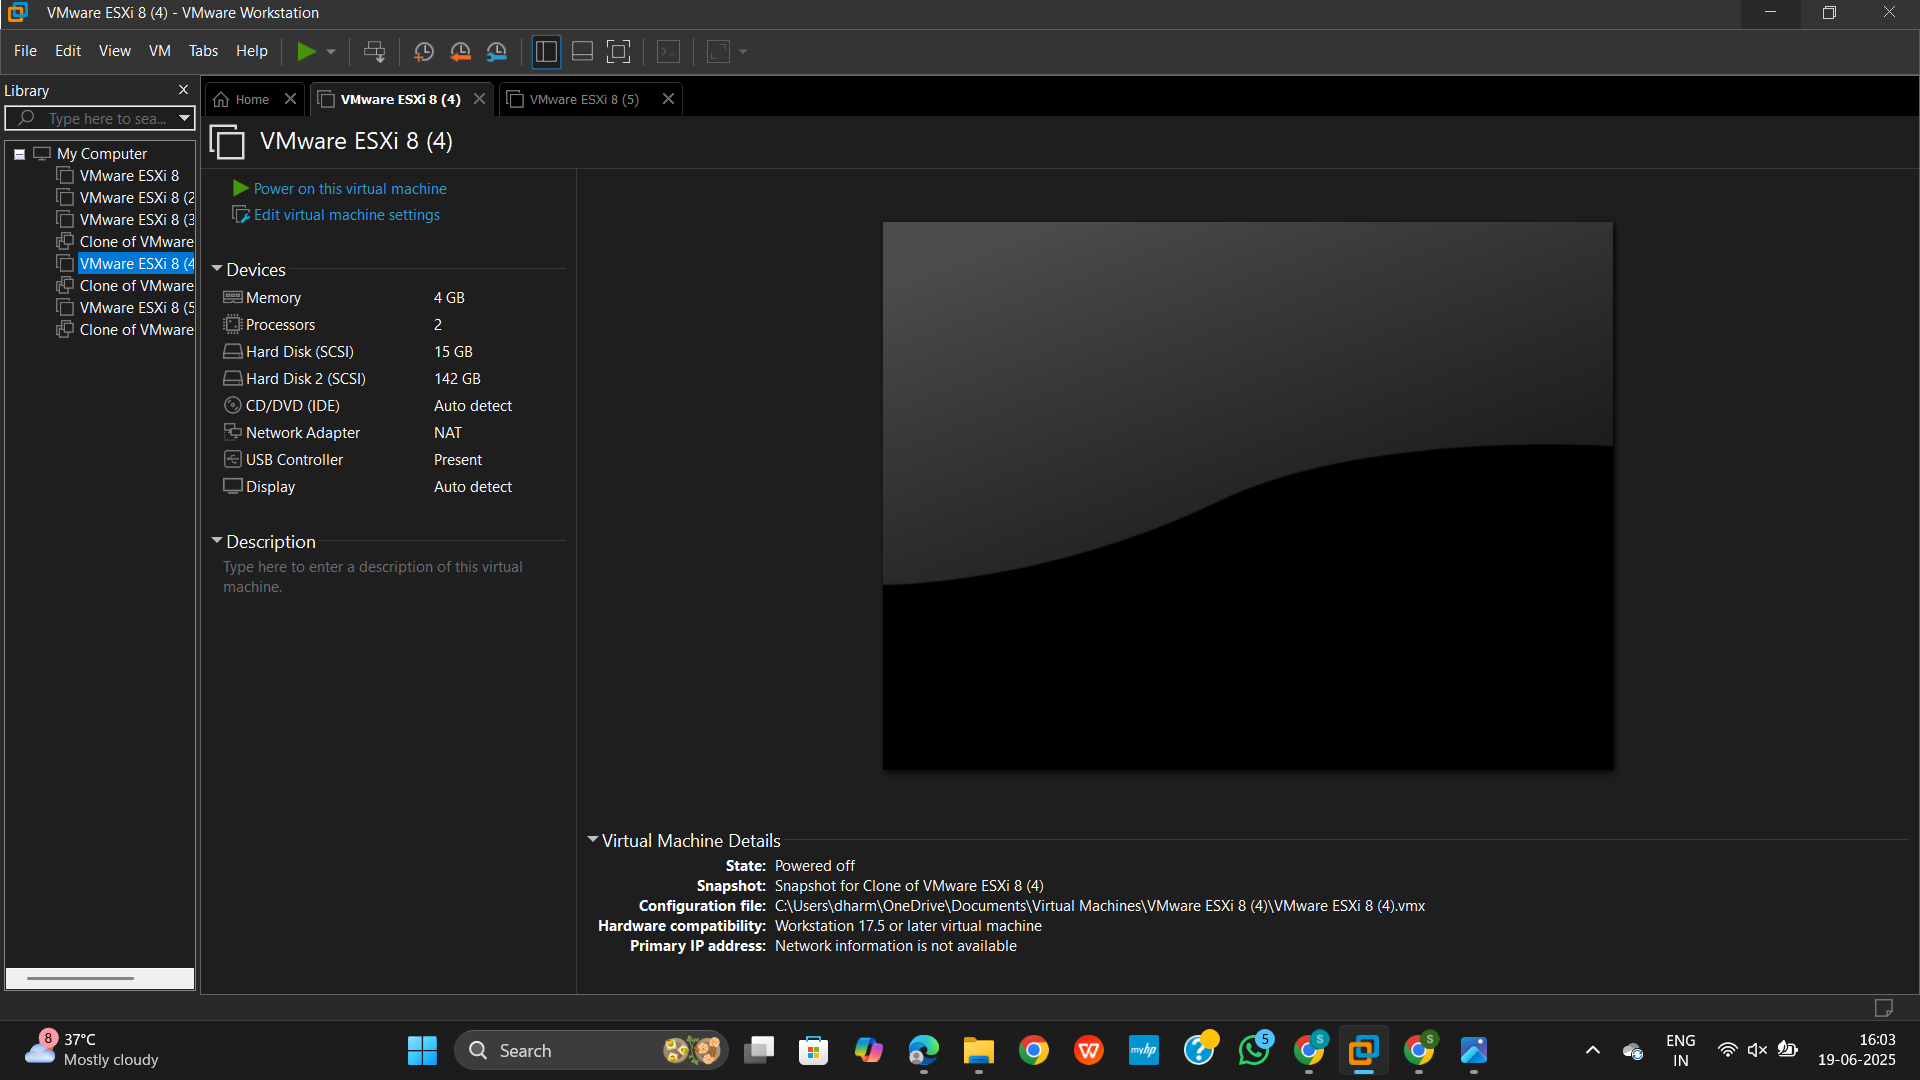 VMware ESXi 8 (4) - VMware Workstation
File Edit View VM Tabs Help
Library
Type here to sea...
Home
VMware ESXi 8 (4)
VMware ESXi 8 (5)
My Computer
VMware ESXi 8
VMware ESXi 8 (2
VMware ESXi 8 (3
Clone of VMware
VMware ESXi 8 (4
Clone of VMware
VMware ESXi 8 (5
Clone of VMware
VMware ESXi 8 (4)
Power on this virtual machine
Edit virtual machine settings
Devices
Memory 4 GB
Processors 2
Hard Disk (SCSI) 15 GB
Hard Disk 2 (SCSI) 142 GB
CD/DVD (IDE) Auto detect
Network Adapter NAT
USB Controller Present
Display Auto detect
Description
Type here to enter a description of this virtual
machine.
Virtual Machine Details
State: Powered off
Snapshot: Snapshot for Clone of VMware ESXi 8 (4)
Configuration file: C:\Users\dharm\OneDrive\Documents\Virtual Machines\VMware ESXi 8 (4)\VMware ESXi 8 (4).vmx
Hardware compatibility: Workstation 17.5 or later virtual machine
Primary IP address: Network information is not available
8
37°C
Mostly cloudy
Search
W
myhp
?
5
S
S
ENG
IN
16:03
19-06-2025